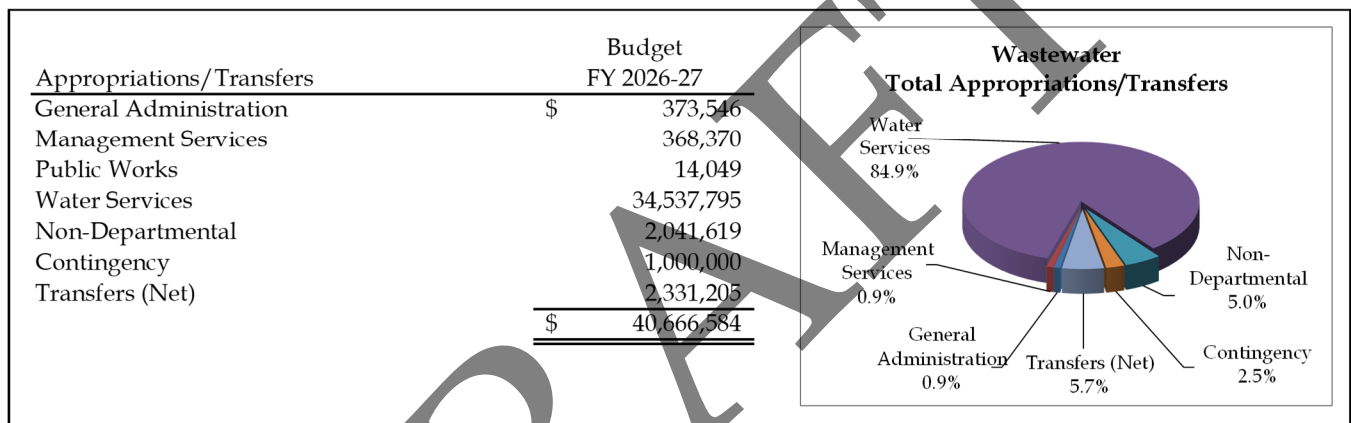 Budget
Appropriations/Transfers FY 2026-27
General Administration $ 373,546
Management Services 368,370
Public Works 14,049
Water Services 34,537,795
Non-Departmental 2,041,619
Contingency 1,000,000
Transfers (Net) 2,331,205
$ 40,666,584
Wastewater
Total Appropriations/Transfers
Water
Services
84.9%
Management
Services
0.9%
General
Administration
0.9%
Transfers (Net)
5.7%
Contingency
2.5%
Non-
Departmental
5.0%